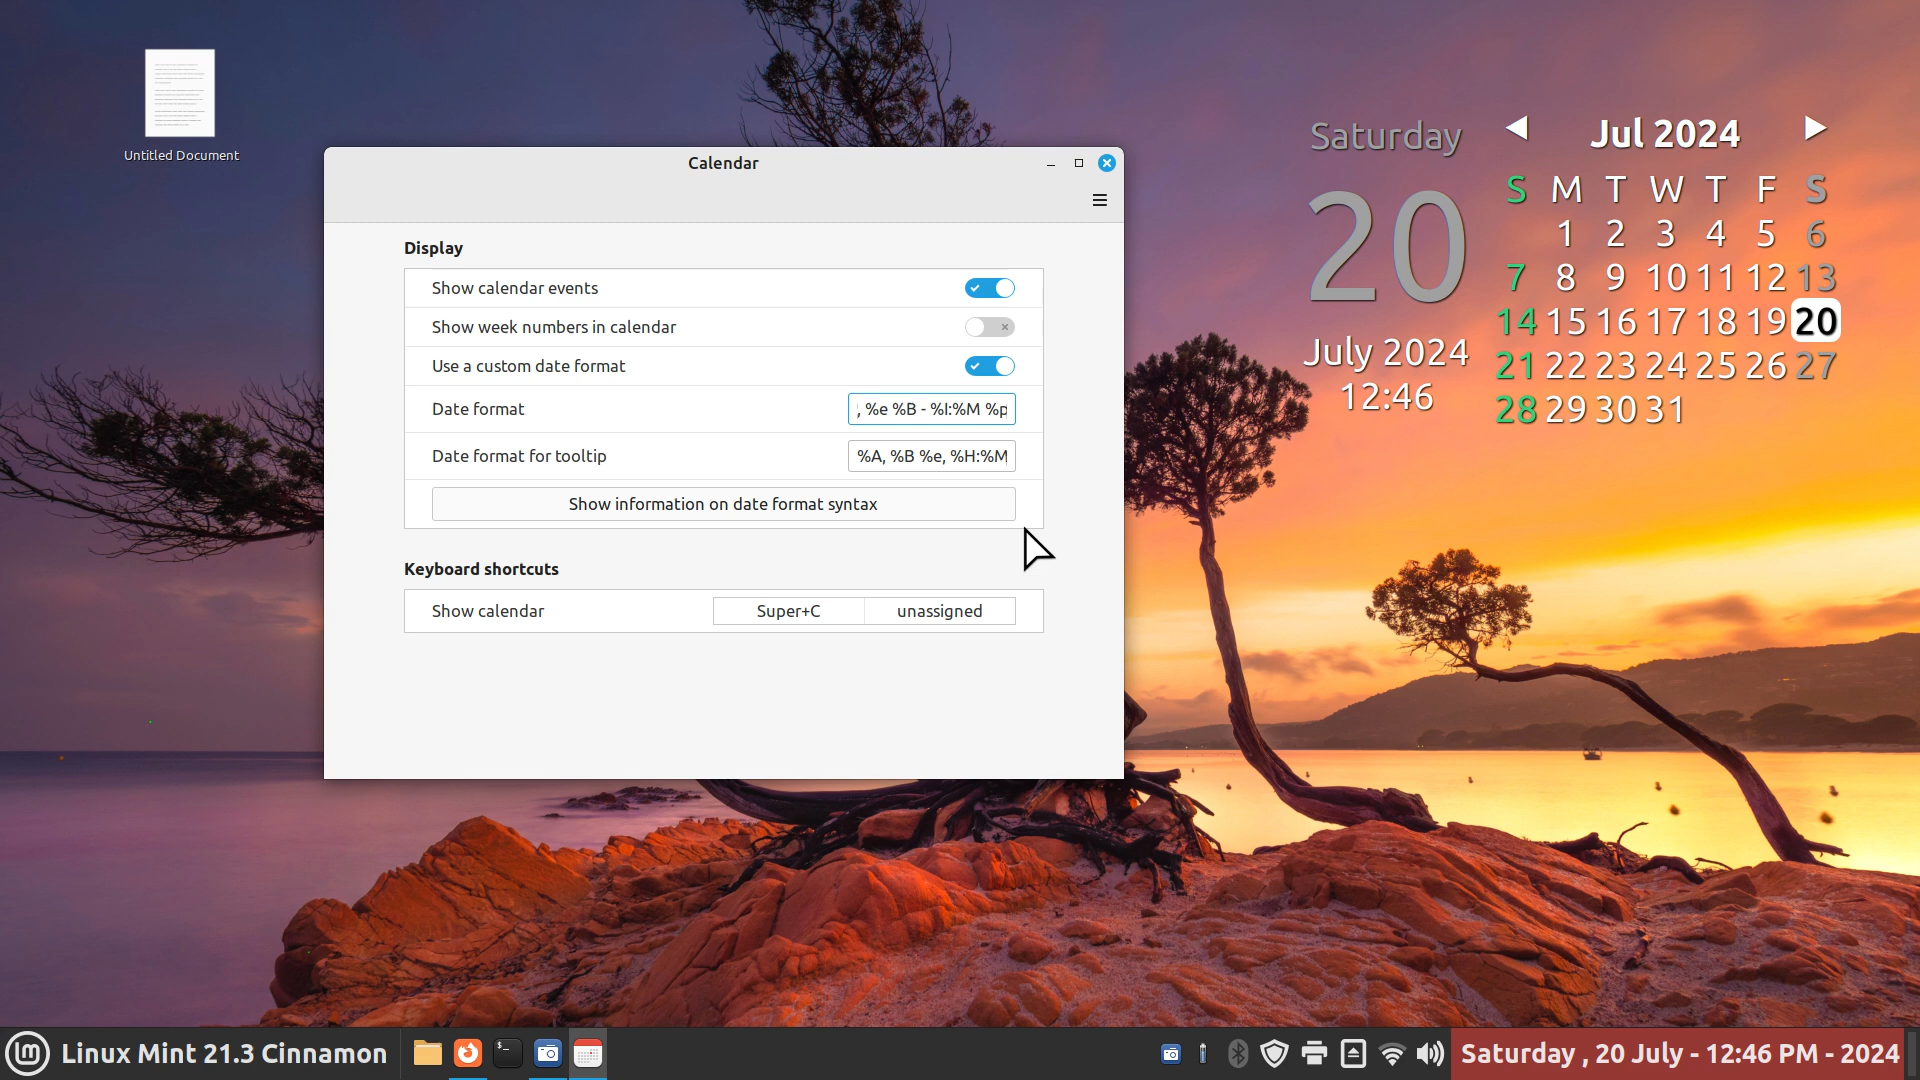 Untitled Document
Calendar
Display
Show calendar events
Show week numbers in calendar
Use a custom date format
Date format
, %e %B - %I:%M %p
Date format for tooltip
%A, %B %e, %H:%M
Show information on date format syntax
Keyboard shortcuts
Show calendar
Super+C
unassigned
Saturday
20
July 2024
12:46
Jul 2024
S M T W T F S
1 2 3 4 5 6
7 8 9 10 11 12 13
14 15 16 17 18 19 20
21 22 23 24 25 26 27
28 29 30 31
Linux Mint 21.3 Cinnamon
Saturday , 20 July - 12:46 PM - 2024